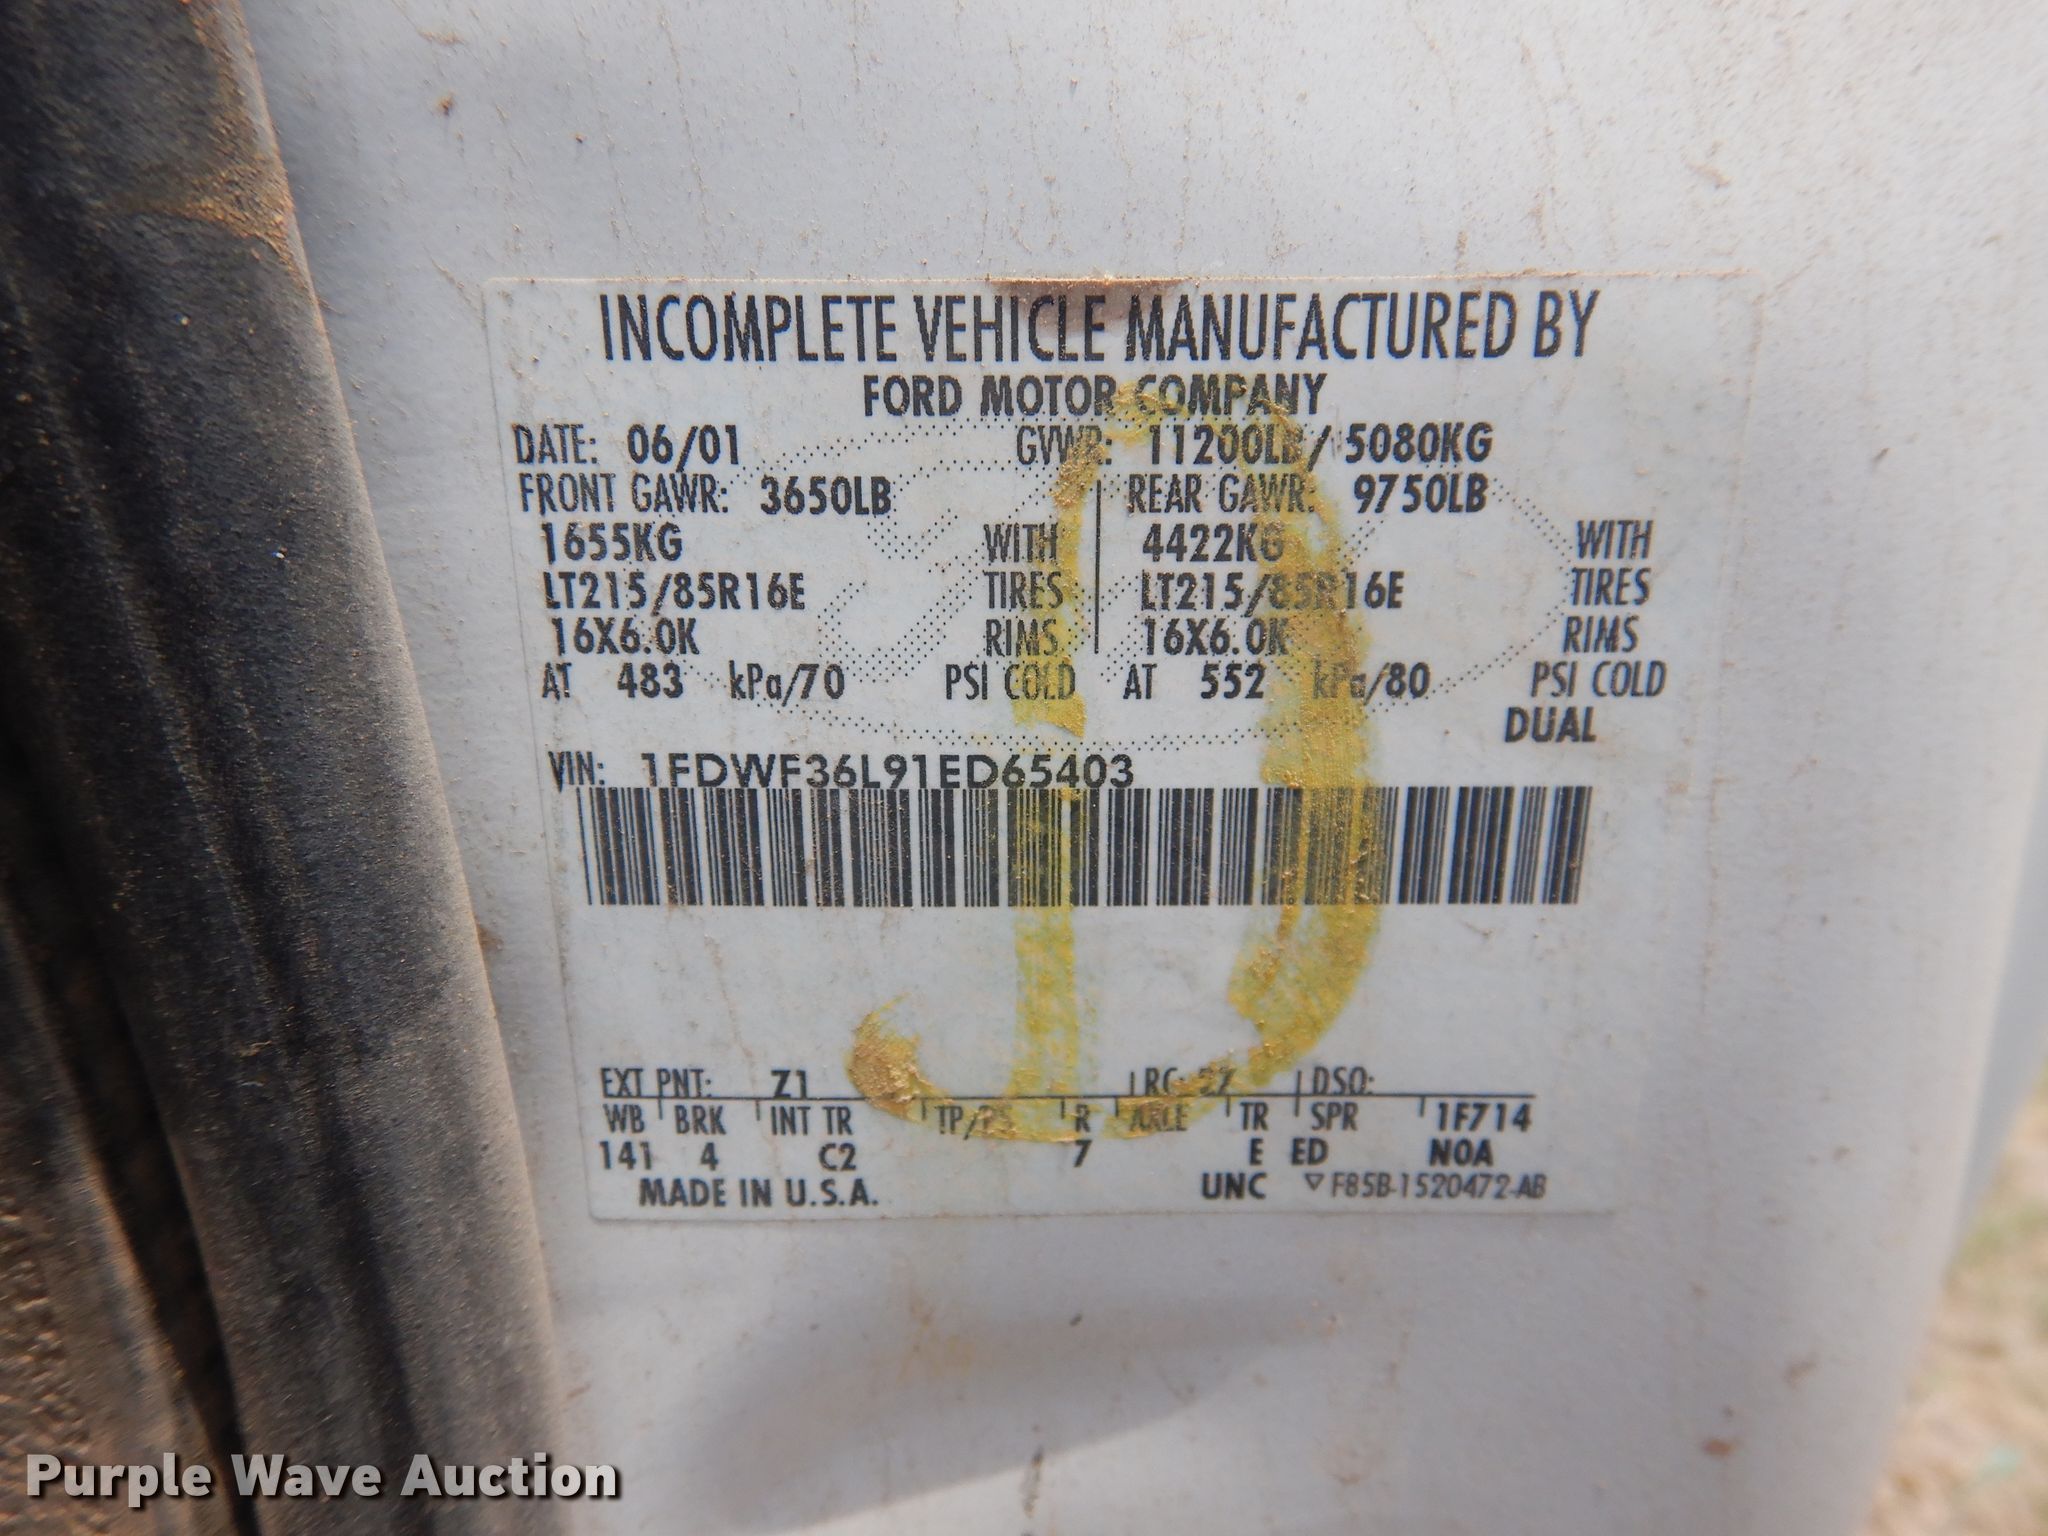 INCOMPLETE VEHICLE MANUFACTURED BY
FORD MOTOR COMPANY
DATE: 06/01 GVWR: 11200LB/ 5080KG
FRONT GAWR: 3650LB REAR GAWR: 9750LB
1655KG WITH 4422KG WITH
LT215/85R16E TIRES LT215/85R16E TIRES
16X6.0K RIMS 16X6.0K RIMS
AT 483 kPa/70 PSI COLD AT 552 kPa/80 PSI COLD
DUAL
VIN: 1FDWF36L91ED65403
EXT PNT: Z1 RC: DSO:
WB BRK INT TR TP/PS R AXLE TR SPR 1F714
141 4 C2 7 E ED NOA
MADE IN U.S.A. UNC ▽ F85B-1520472-AB
Purple Wave Auction